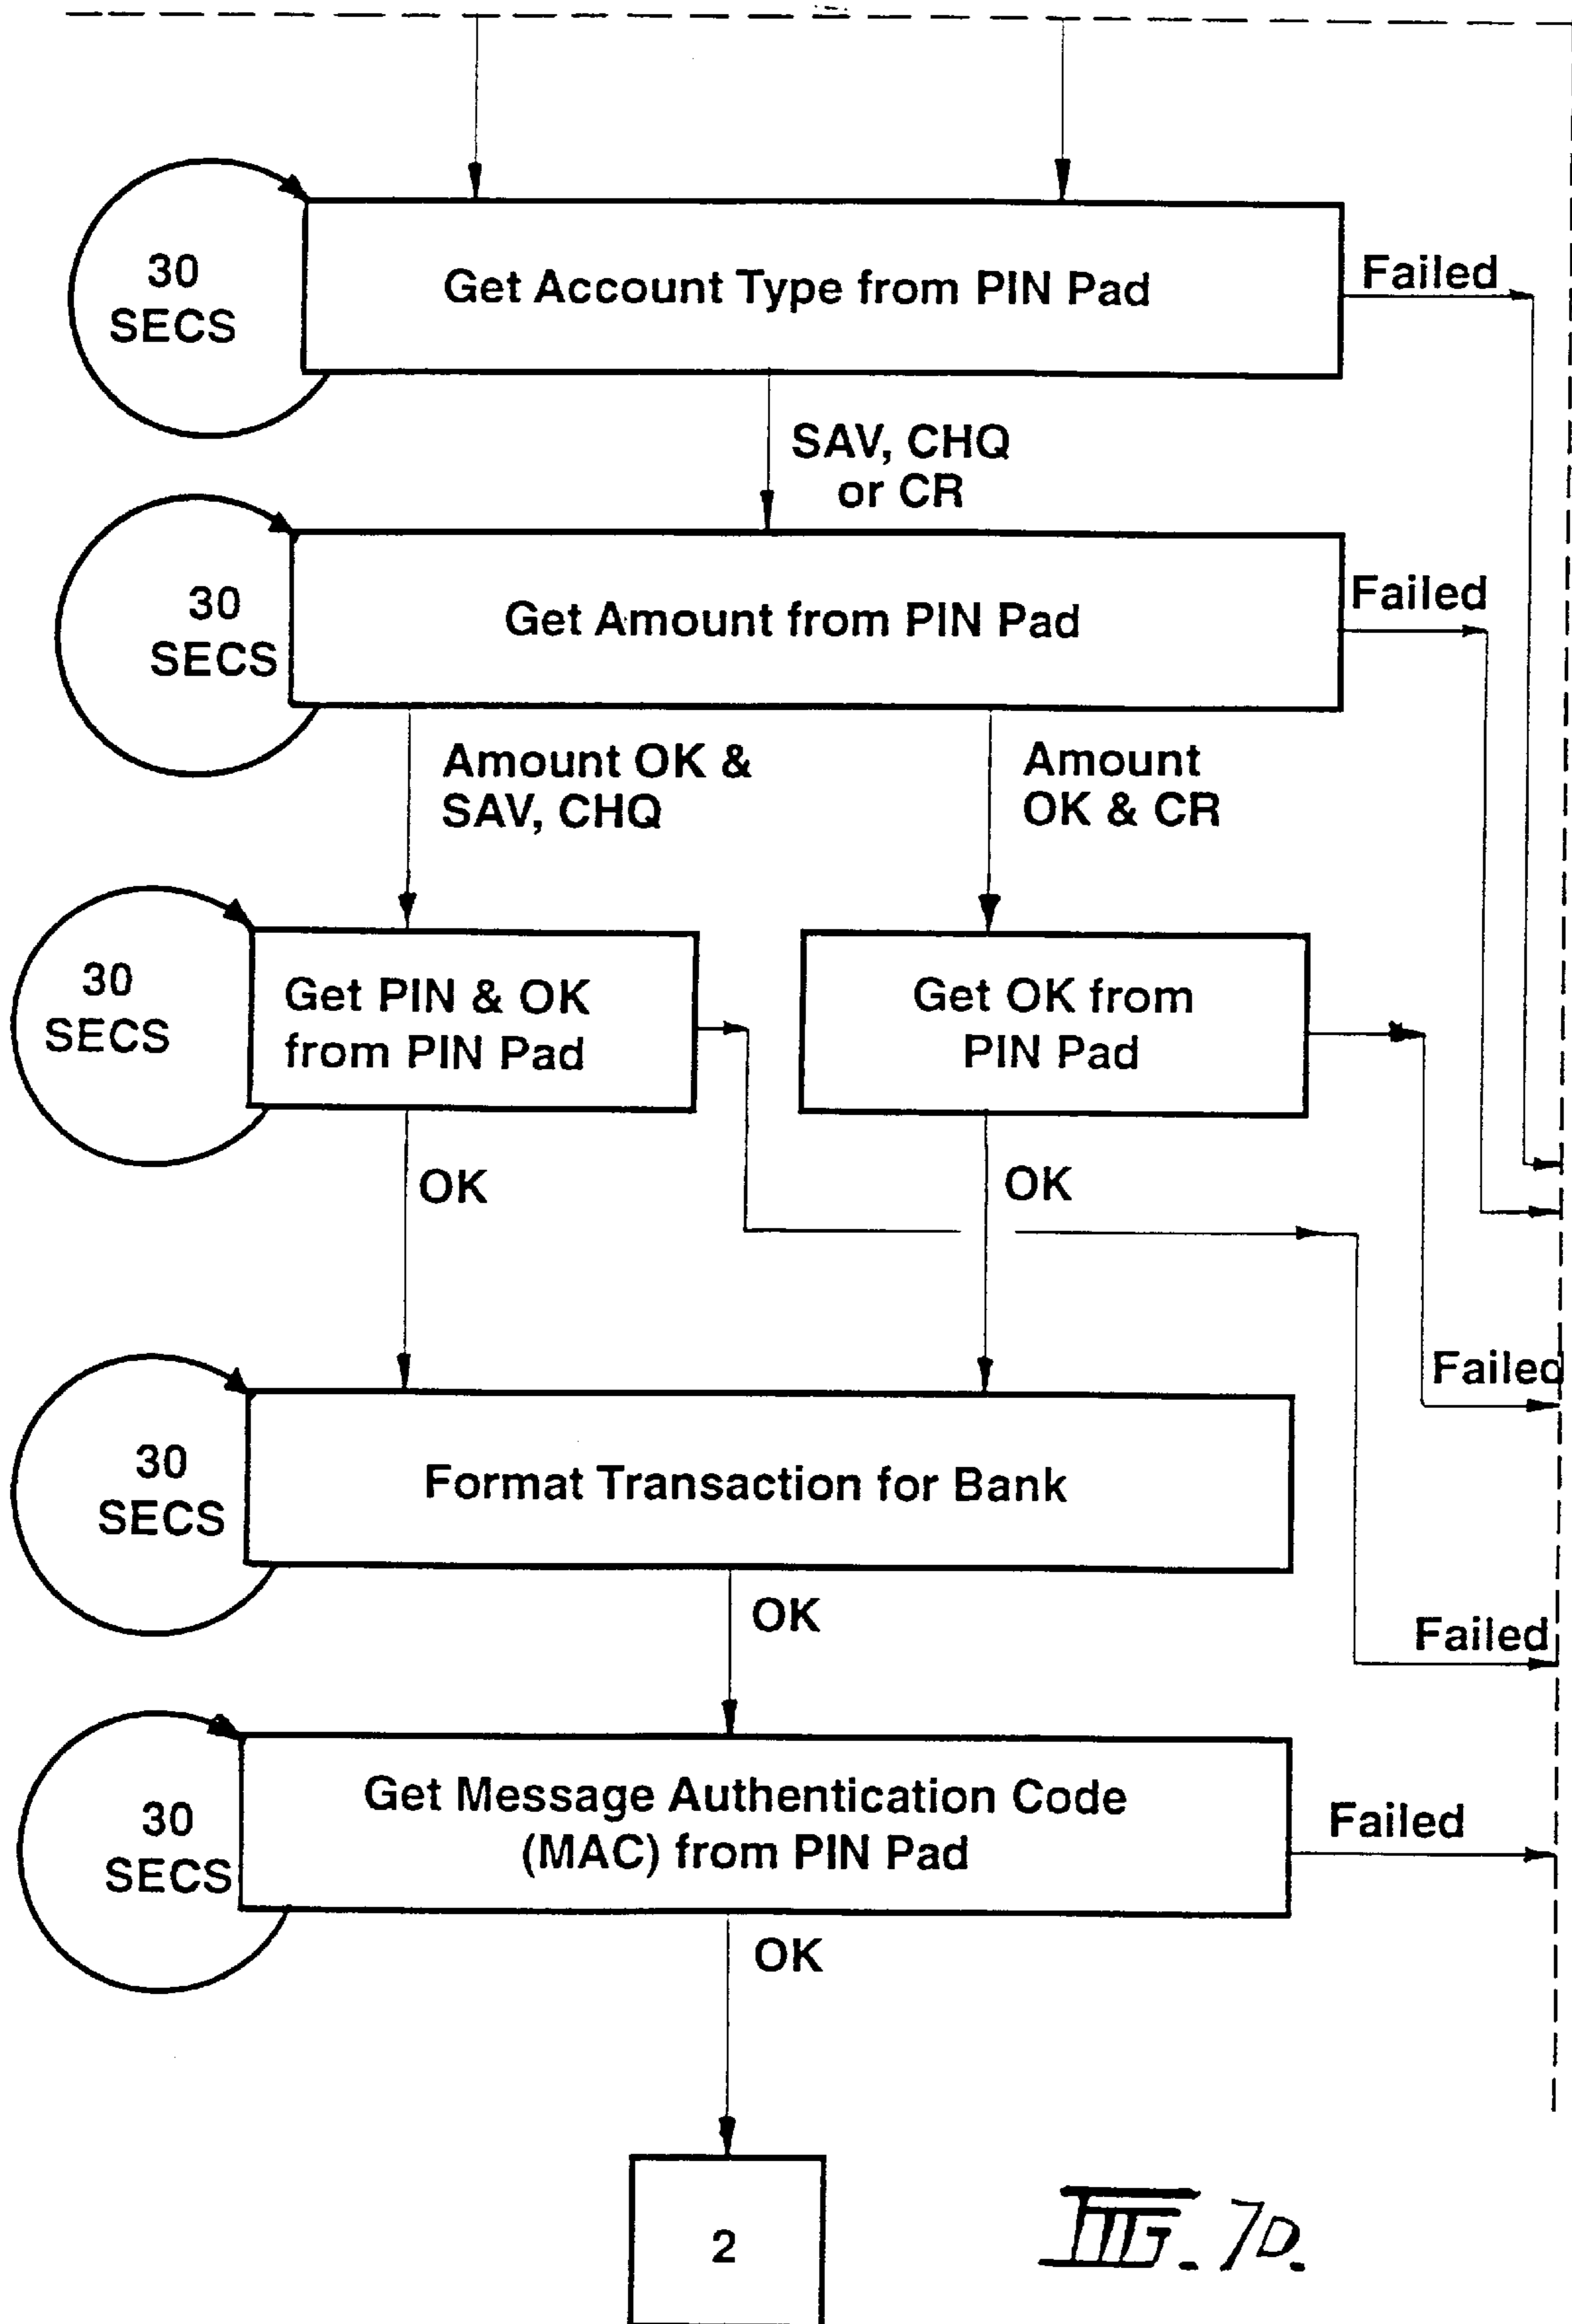 30
SECS
Get Account Type from PIN Pad
Failed
SAV, CHQ
or CR
30
SECS
Get Amount from PIN Pad
Failed
Amount OK &
SAV, CHQ
Amount
OK & CR
30
SECS
Get PIN & OK
from PIN Pad
Get OK from
PIN Pad
OK
OK
Failed
30
SECS
Format Transaction for Bank
OK
Failed
30
SECS
Get Message Authentication Code
(MAC) from PIN Pad
Failed
OK
2
FIG. 7D.